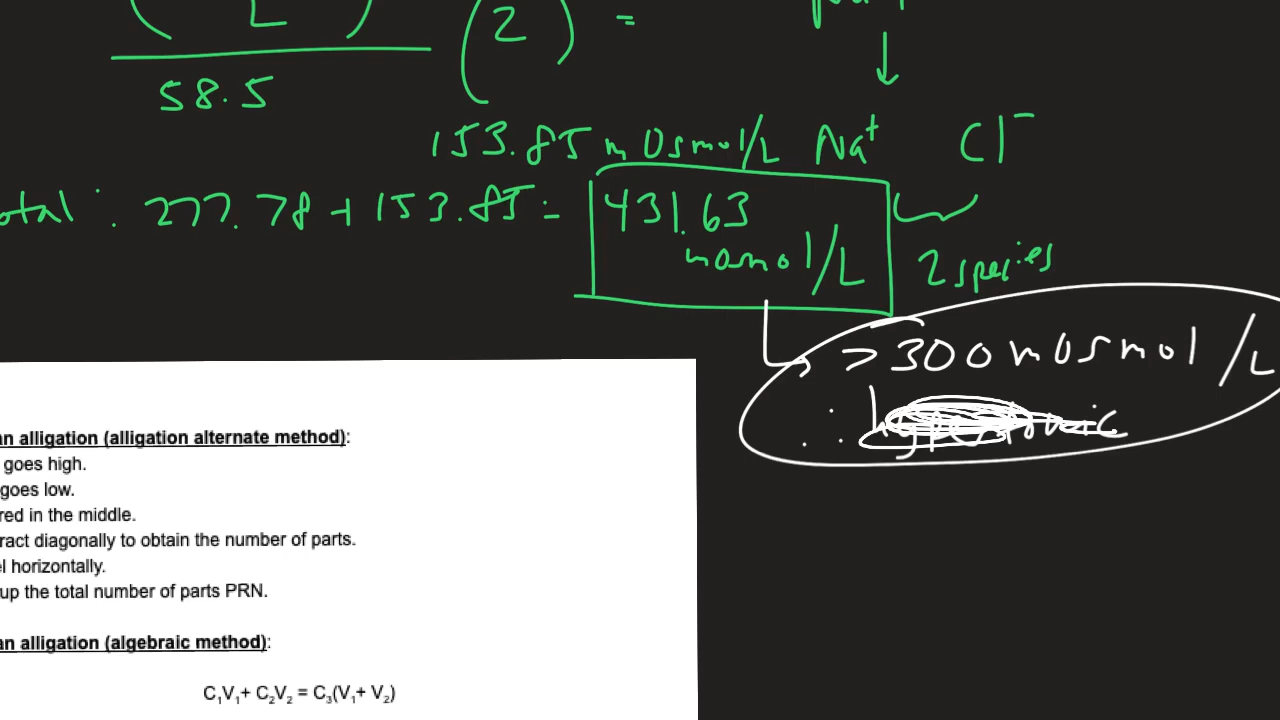 ( L ) ( 2 ) =
58.5
153.85 mOsmol/L Na+ Cl-
otal : 277.78 + 153.85 = 431.63
mosmol/L 2 species
> 300 mOsmol/L
∴
an alligation (alligation alternate method):
goes high.
goes low.
red in the middle.
ract diagonally to obtain the number of parts.
el horizontally.
up the total number of parts PRN.
an alligation (algebraic method):
C₁V₁+ C₂V₂ = C₃(V₁+ V₂)